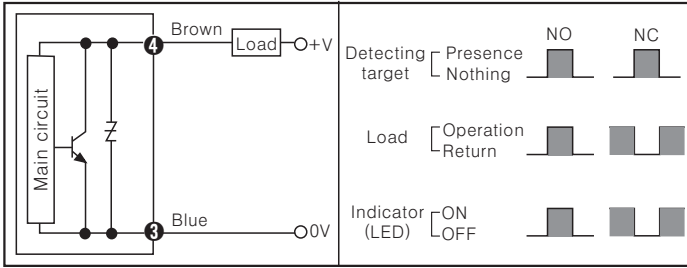 Main circuit
4
Brown
Load
+V
3
Blue
0V
NO NC
Detecting target Presence
Nothing
Load Operation
Return
Indicator (LED) ON
OFF